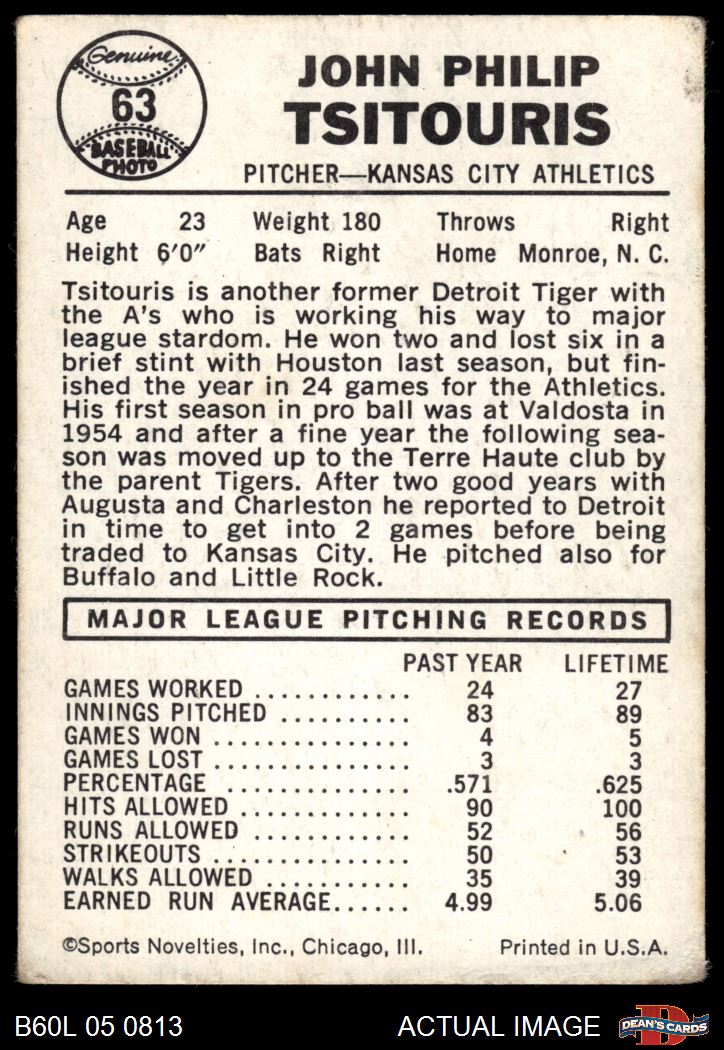 Genuine
63
BASEBALL
PHOTO
JOHN PHILIP
TSITOURIS
PITCHER—KANSAS CITY ATHLETICS
Age 23 Weight 180 Throws Right
Height 6'0" Bats Right Home Monroe, N. C.
Tsitouris is another former Detroit Tiger with
the A's who is working his way to major
league stardom. He won two and lost six in a
brief stint with Houston last season, but fin-
ished the year in 24 games for the Athletics.
His first season in pro ball was at Valdosta in
1954 and after a fine year the following sea-
son was moved up to the Terre Haute club by
the parent Tigers. After two good years with
Augusta and Charleston he reported to Detroit
in time to get into 2 games before being
traded to Kansas City. He pitched also for
Buffalo and Little Rock.
MAJOR LEAGUE PITCHING RECORDS
PAST YEAR LIFETIME
GAMES WORKED ............ 24 27
INNINGS PITCHED .......... 83 89
GAMES WON ............... 4 5
GAMES LOST ............... 3 3
PERCENTAGE .............. .571 .625
HITS ALLOWED ............. 90 100
RUNS ALLOWED ............ 52 56
STRIKEOUTS ............... 50 53
WALKS ALLOWED ........... 35 39
EARNED RUN AVERAGE...... 4.99 5.06
©Sports Novelties, Inc., Chicago, Ill. Printed in U.S.A.
B60L 05 0813 ACTUAL IMAGE D DEAN'S CARDS